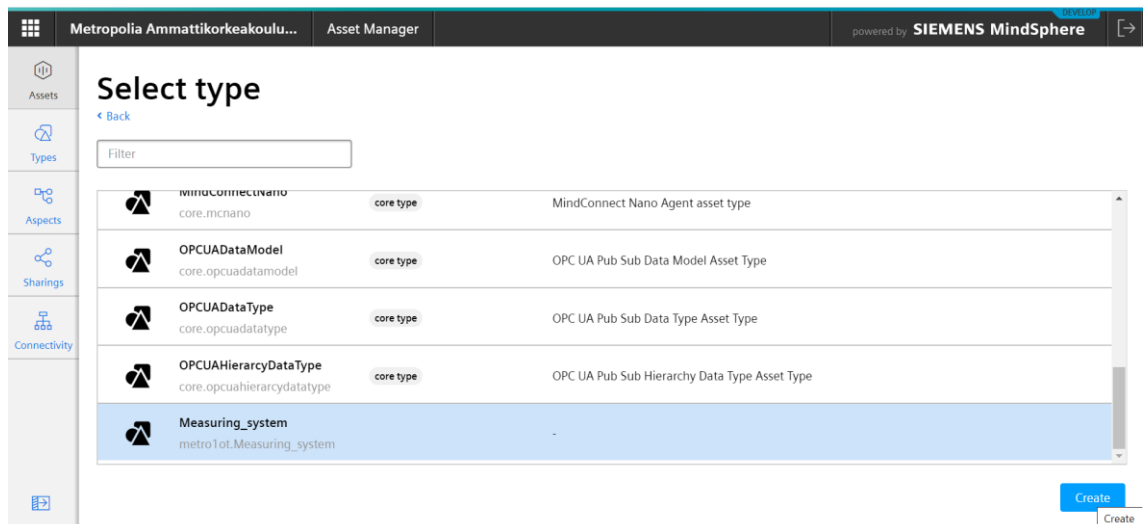 DEVELOP
Metropolia Ammattikorkeakoulu... Asset Manager powered by SIEMENS MindSphere
Assets
Types
Aspects
Sharings
Connectivity
Select type
Back
Filter
MindConnectNano
core.mcnano core type MindConnect Nano Agent asset type
OPCUADataModel
core.opcuadatamodel core type OPC UA Pub Sub Data Model Asset Type
OPCUADataType
core.opcuadatatype core type OPC UA Pub Sub Data Type Asset Type
OPCUAHierarcyDataType
core.opcuahierarcydatatype core type OPC UA Pub Sub Hierarchy Data Type Asset Type
Measuring_system
metro1ot.Measuring_system -
Create
Create